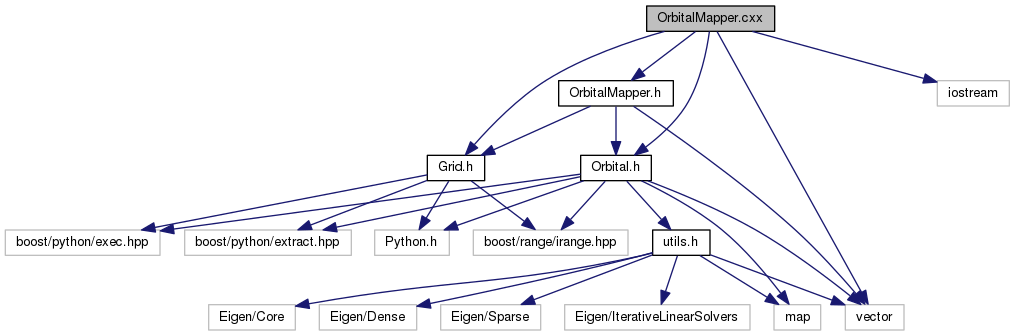 OrbitalMapper.cxx
OrbitalMapper.h
iostream
Grid.h
Orbital.h
boost/python/exec.hpp
boost/python/extract.hpp
Python.h
boost/range/irange.hpp
utils.h
Eigen/Core
Eigen/Dense
Eigen/Sparse
Eigen/IterativeLinearSolvers
map
vector